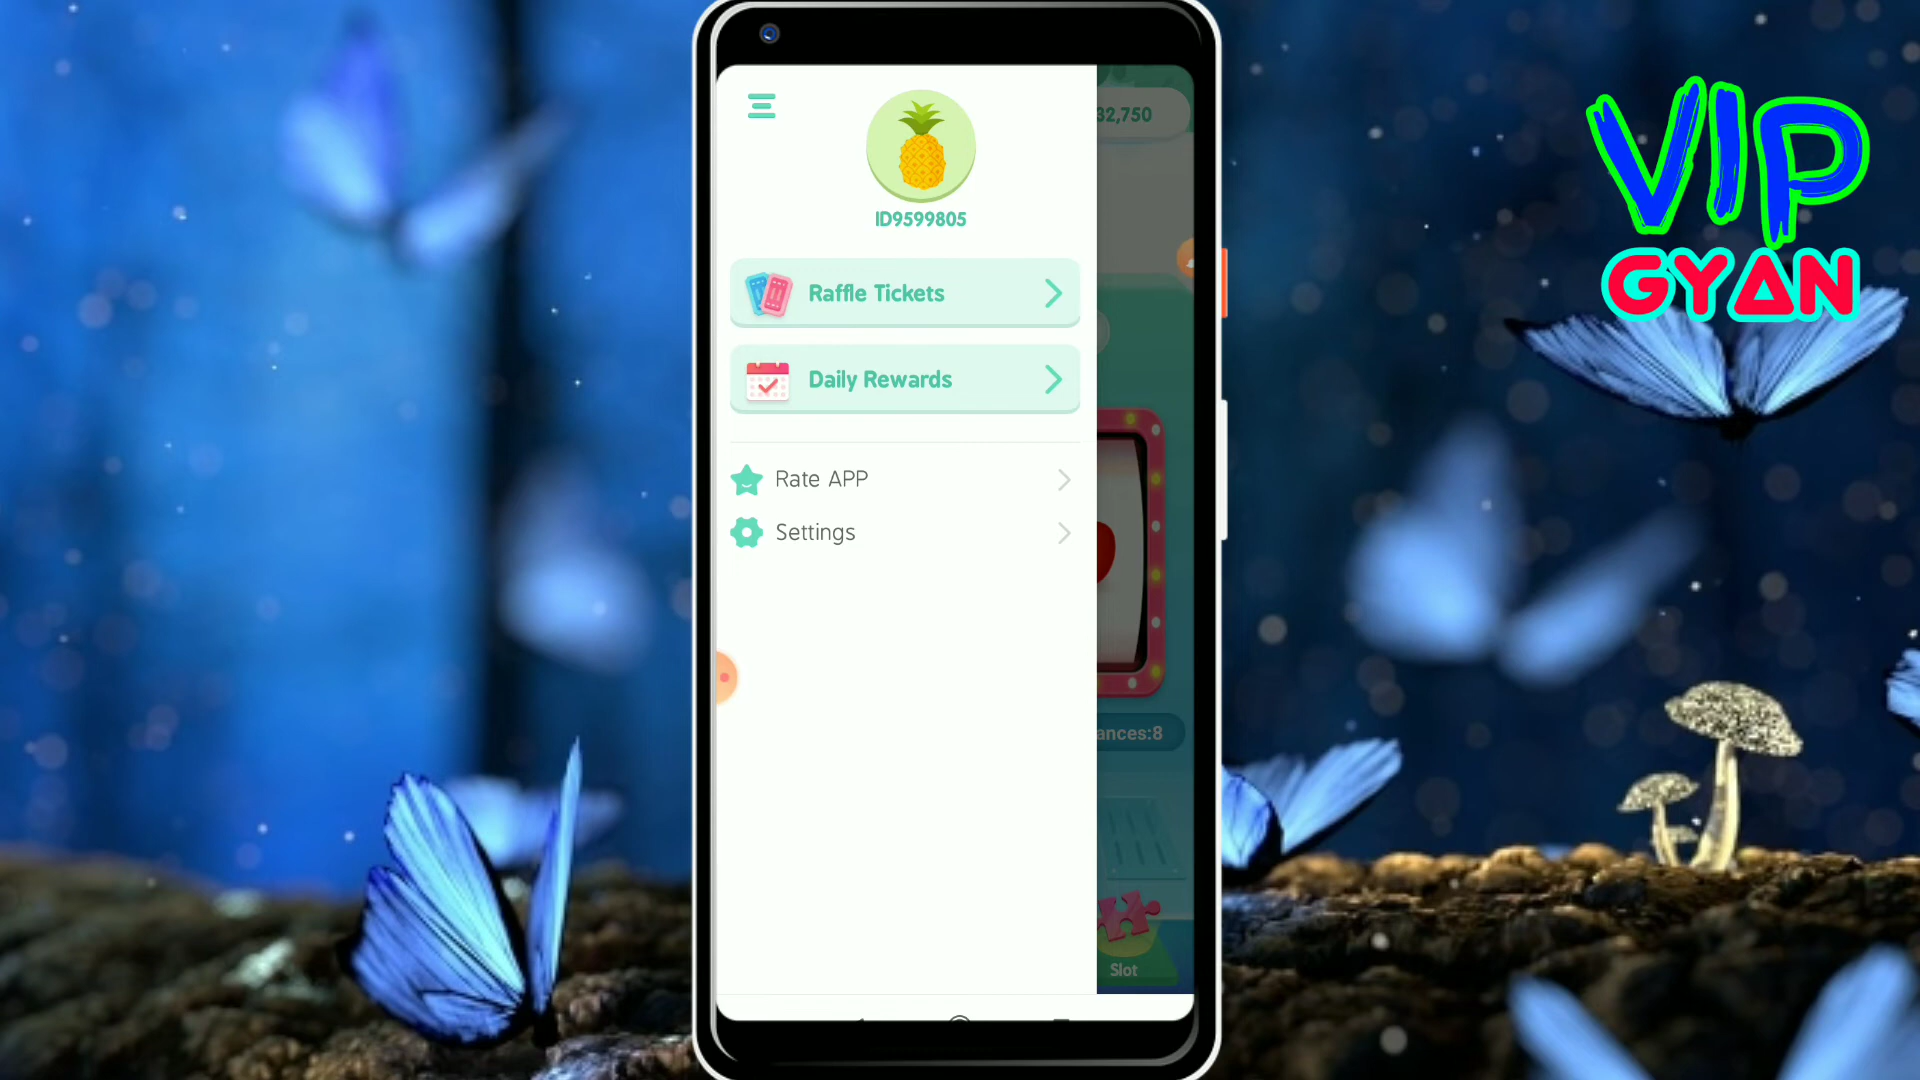 32,750
ID9599805
Raffle Tickets
Daily Rewards
Rate APP
Settings
ances:8
Slot
VIP
GYAN